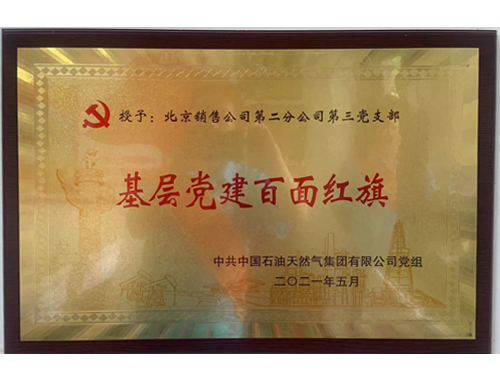 授予：北京销售公司第二分公司第三党支部
基层党建百面红旗
中共中国石油天然气集团有限公司党组
二〇二一年五月